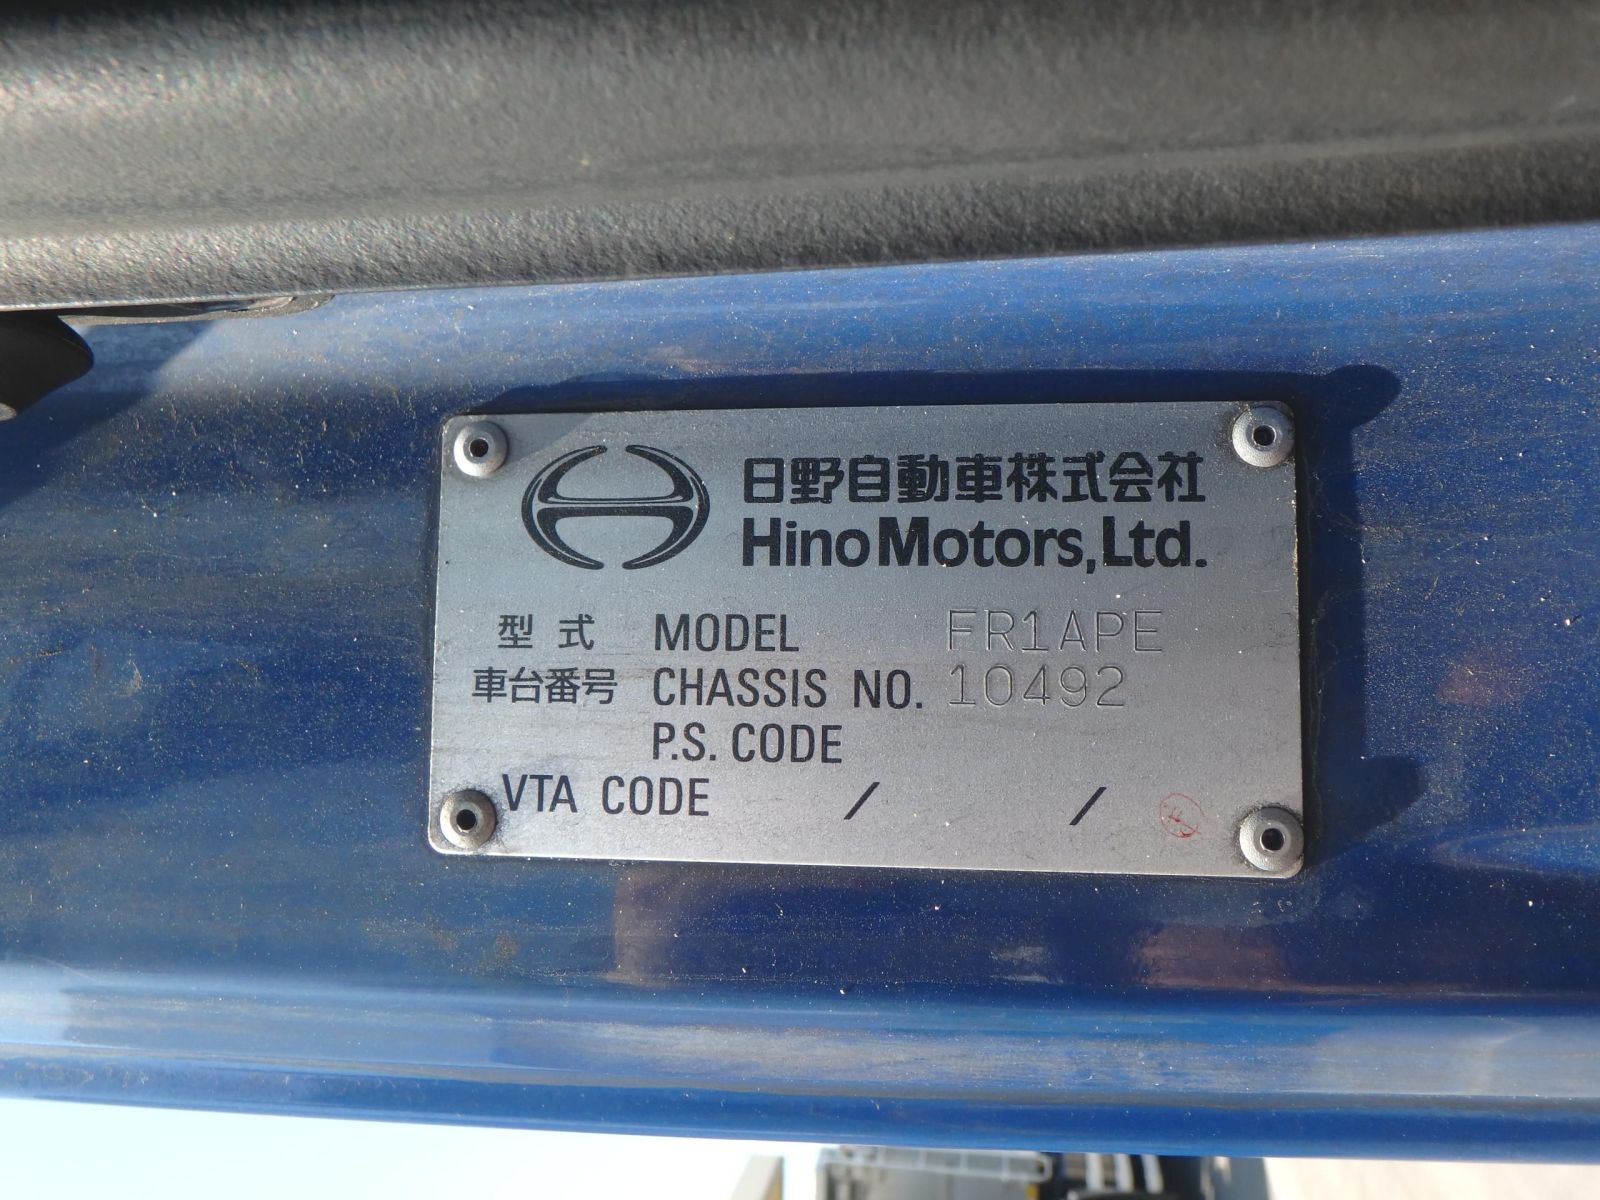 日野自動車株式会社
Hino Motors, Ltd.
型式 MODEL FR1APE
車台番号 CHASSIS NO. 10492
P.S. CODE
VTA CODE / /